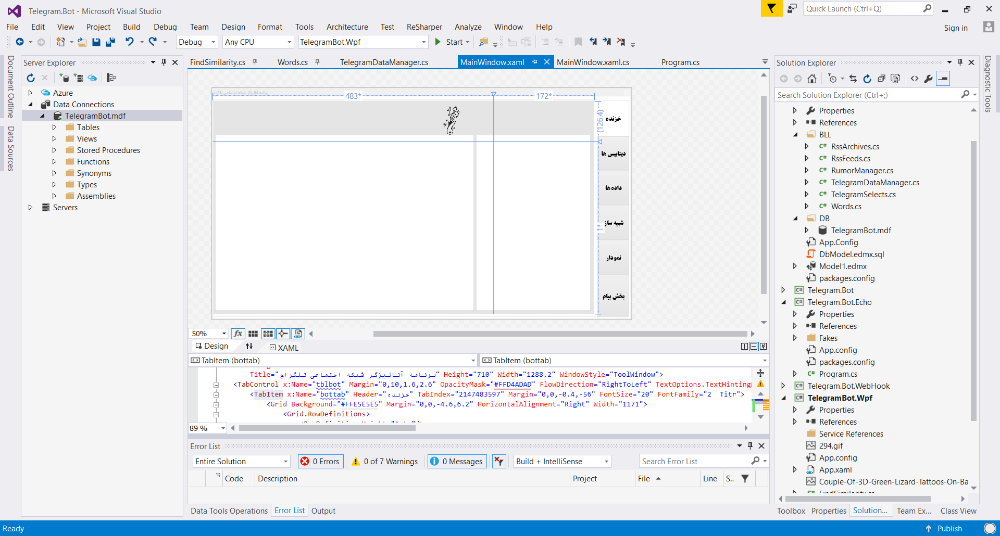 Telegram.Bot - Microsoft Visual Studio
Quick Launch (Ctrl+Q)
File Edit View Project Build Debug Team Design Format Tools Architecture Test ReSharper Analyze Window Help
Sign in
Debug
Any CPU
TelegramBot.Wpf
Start
Document Outline
Data Sources
Server Explorer
Azure
Data Connections
TelegramBot.mdf
Tables
Views
Stored Procedures
Functions
Synonyms
Types
Assemblies
Servers
FindSimilarity.cs
Words.cs
TelegramDataManager.cs
MainWindow.xaml
MainWindow.xaml.cs
Program.cs
برنامه آنالیزگر شبکه اجتماعی تلگرام
483*
172*
(126.4)
1*
خزنده
دیتابیس ها
داده ها
شبیه ساز
نمودار
پخش پیام
50%
Design
XAML
TabItem (bottab)
TabItem (bottab)
Title="برنامه آنالیزگر شبکه اجتماعی تلگرام" Height="710" Width="1288.2" WindowStyle="ToolWindow">
<TabControl x:Name="tblbot" Margin="0,10,1.6,2.6" OpacityMask="#FFD4ADAD" FlowDirection="RightToLeft" TextOptions.TextHinting
<TabItem x:Name="bottab" Header="خزنده" TabIndex="2147483597" Margin="0,0,-0.4,-56" FontSize="20" FontFamily="2  Titr">
<Grid Background="#FFE5E5E5" Margin="0,0,-4.6,6.2" HorizontalAlignment="Right" Width="1171">
<Grid.RowDefinitions>
89 %
Error List
Entire Solution
0 Errors
0 of 7 Warnings
0 Messages
Build + IntelliSense
Search Error List
Code
Description
Project
File
Line
S..
Data Tools Operations
Error List
Output
Solution Explorer
Search Solution Explorer (Ctrl+;)
Properties
References
BLL
RssArchives.cs
RssFeeds.cs
RumorManager.cs
TelegramDataManager.cs
TelegramSelects.cs
Words.cs
DB
TelegramBot.mdf
App.Config
DbModel.edmx.sql
Model1.edmx
packages.config
Telegram.Bot
Telegram.Bot.Echo
Properties
References
Fakes
App.config
packages.config
Program.cs
Telegram.Bot.WebHook
TelegramBot.Wpf
Properties
References
Service References
294.gif
App.config
App.xaml
Couple-Of-3D-Green-Lizard-Tattoos-On-Ba
FindSimilarity.cs
Toolbox
Properties
Solution...
Team Ex...
Class View
Diagnostic Tools
Ready
Publish